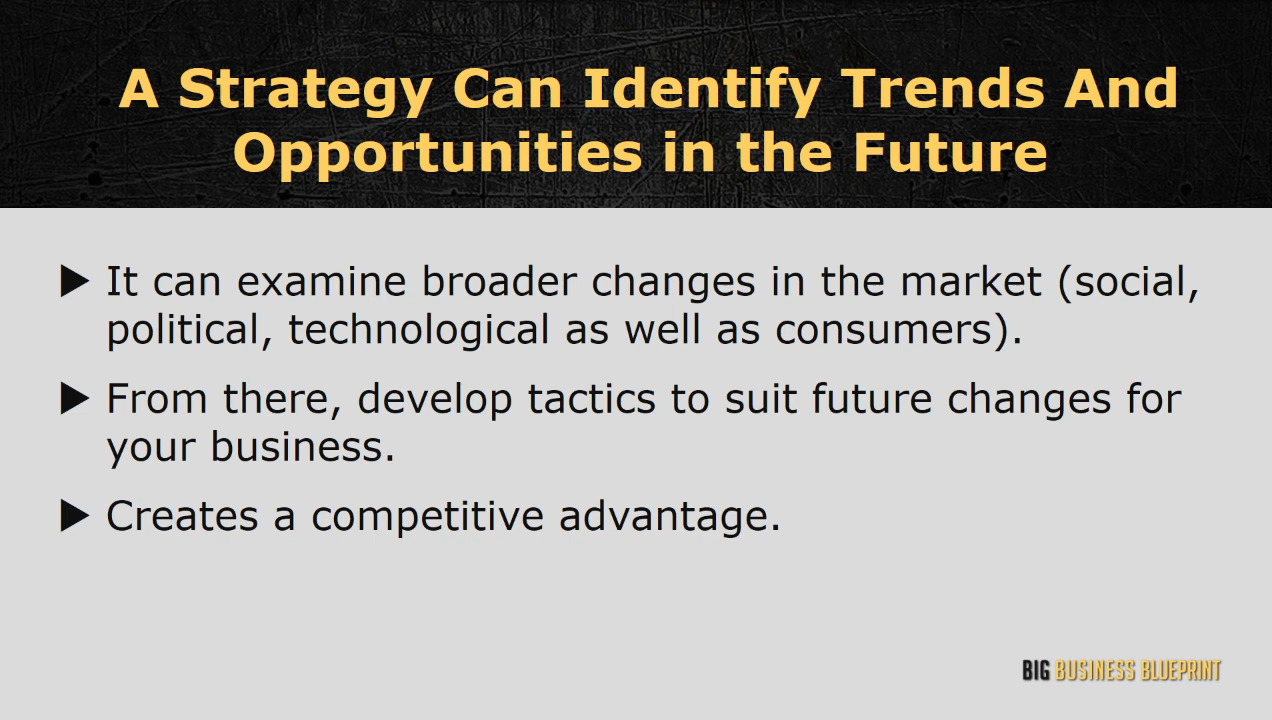 A Strategy Can Identify Trends And
Opportunities in the Future
▶ It can examine broader changes in the market (social,
political, technological as well as consumers).
▶ From there, develop tactics to suit future changes for
your business.
▶ Creates a competitive advantage.
BIG BUSINESS BLUEPRINT